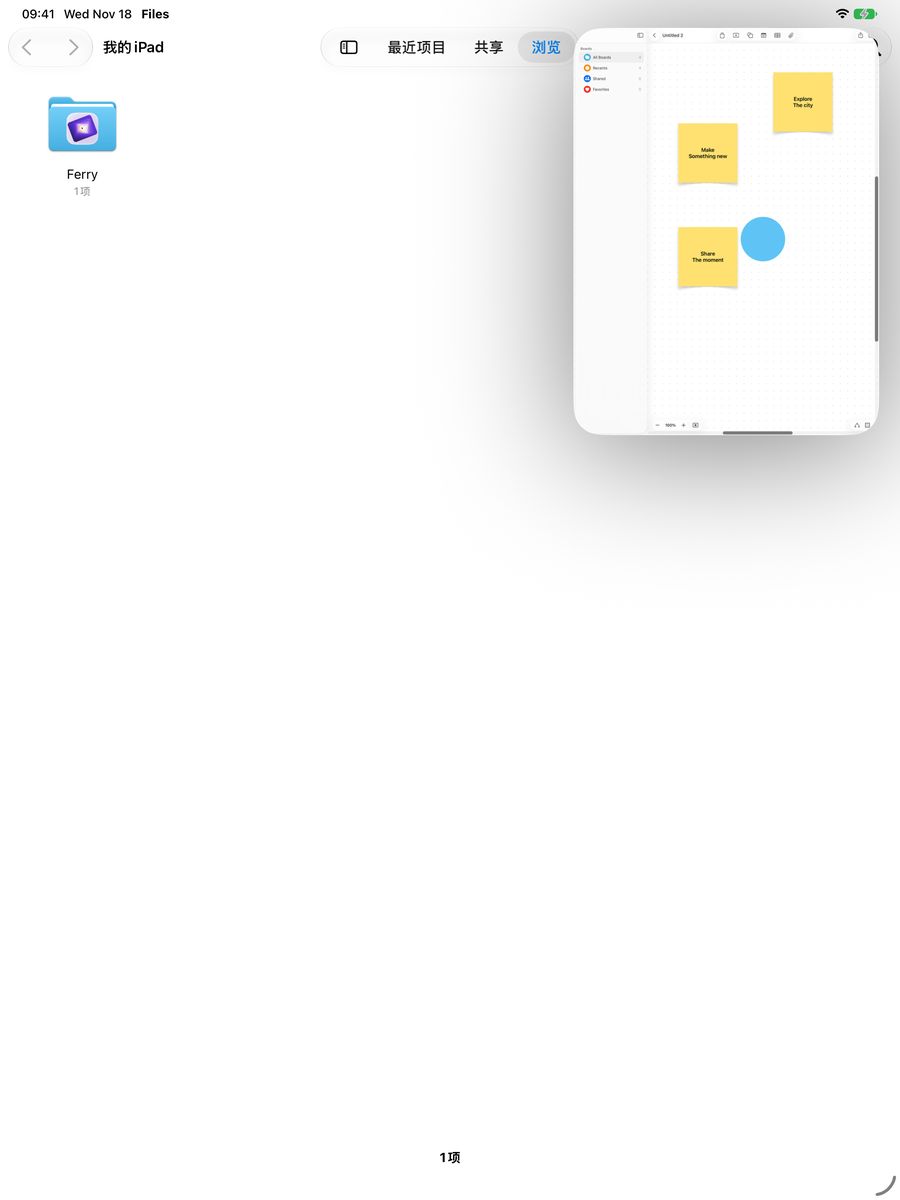 09:41 Wed Nov 18 Files
我的 iPad
最近项目 共享 浏览
Ferry
1项
Untitled 2
Boards
All Boards
Recents
Shared
Favorites
Explore
The city
Make
Something new
Share
The moment
100%
1项